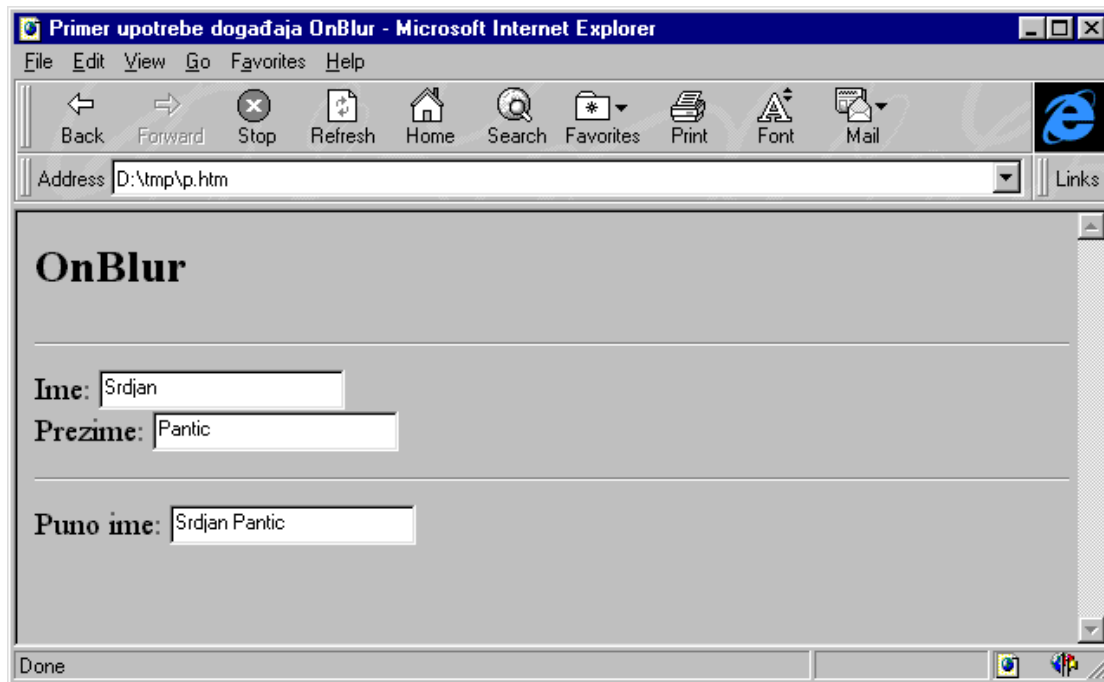 Primer upotrebe događaja OnBlur - Microsoft Internet Explorer
File Edit View Go Favorites Help
Back Forward Stop Refresh Home Search Favorites Print Font Mail
Address D:\tmp\p.htm Links
OnBlur
Ime: Srdjan
Prezime: Pantic
Puno ime: Srdjan Pantic
Done